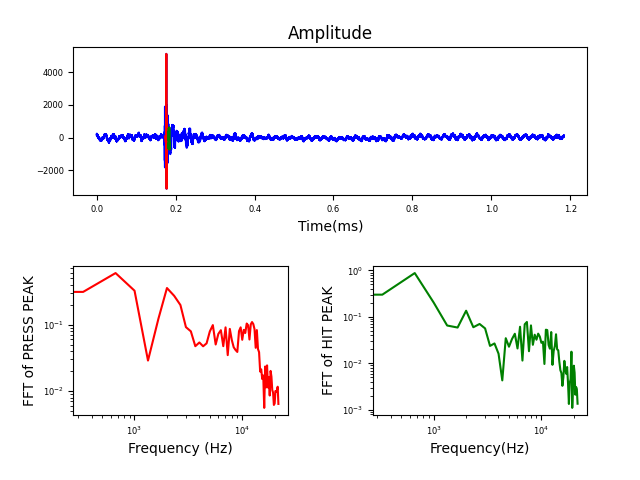 Amplitude
4000
2000
0
−2000
0.0 0.2 0.4 0.6 0.8 1.0 1.2
Time(ms)
FFT of PRESS PEAK
10⁻¹
10⁻²
10³ 10⁴
Frequency (Hz)
FFT of HIT PEAK
10⁰
10⁻¹
10⁻²
10⁻³
10³ 10⁴
Frequency(Hz)